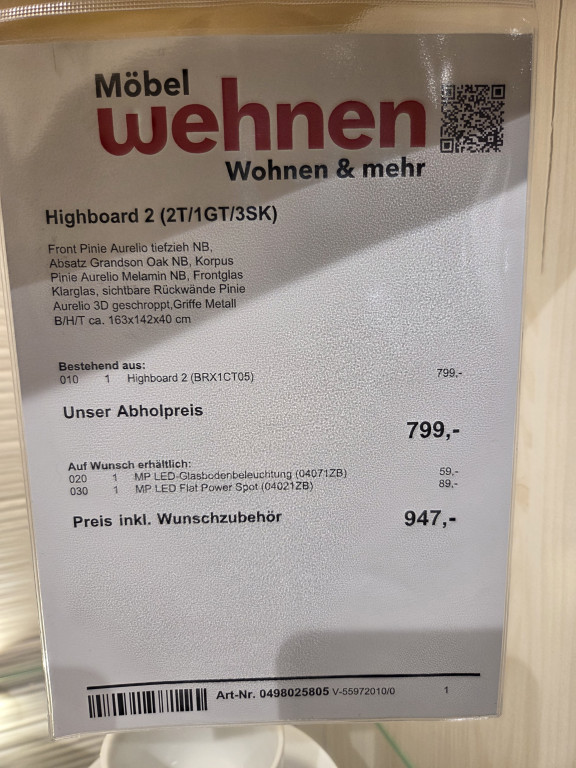 Möbel
wehnen
Wohnen & mehr
Highboard 2 (2T/1GT/3SK)
Front Pinie Aurelio tiefzieh NB,
Absatz Grandson Oak NB, Korpus
Pinie Aurelio Melamin NB, Frontglas
Klarglas, sichtbare Rückwände Pinie
Aurelio 3D geschroppt,Griffe Metall
B/H/T ca. 163x142x40 cm
Bestehend aus:
010 1 Highboard 2 (BRX1CT05) 799,-
Unser Abholpreis
799,-
Auf Wunsch erhältlich:
020 1 MP LED-Glasbodenbeleuchtung (04071ZB) 59,-
030 1 MP LED Flat Power Spot (04021ZB) 89,-
Preis inkl. Wunschzubehör 947,-
Art-Nr. 0498025805 V-55972010/0 1